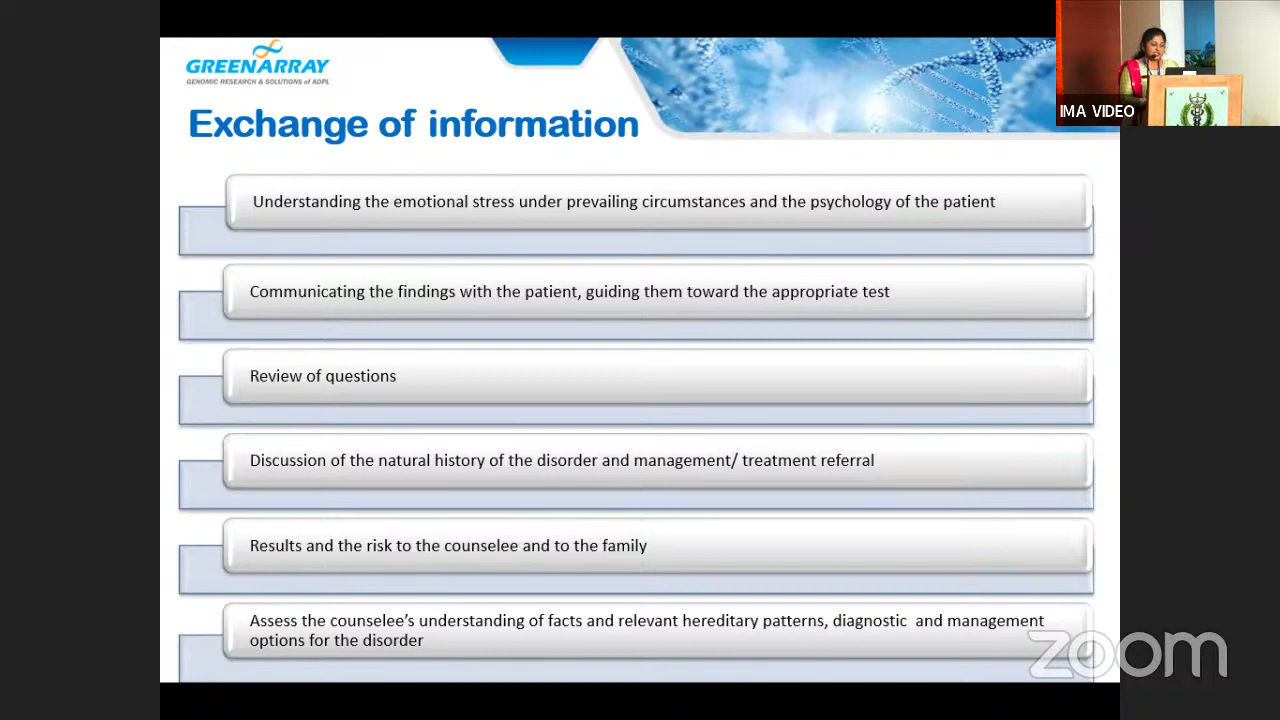 GREENARRAY
GENOMIC RESEARCH & SOLUTIONS of ADPL
Exchange of information
IMA VIDEO
Understanding the emotional stress under prevailing circumstances and the psychology of the patient
Communicating the findings with the patient, guiding them toward the appropriate test
Review of questions
Discussion of the natural history of the disorder and management/ treatment referral
Results and the risk to the counselee and to the family
Assess the counselee's understanding of facts and relevant hereditary patterns, diagnostic and management
options for the disorder
zoom